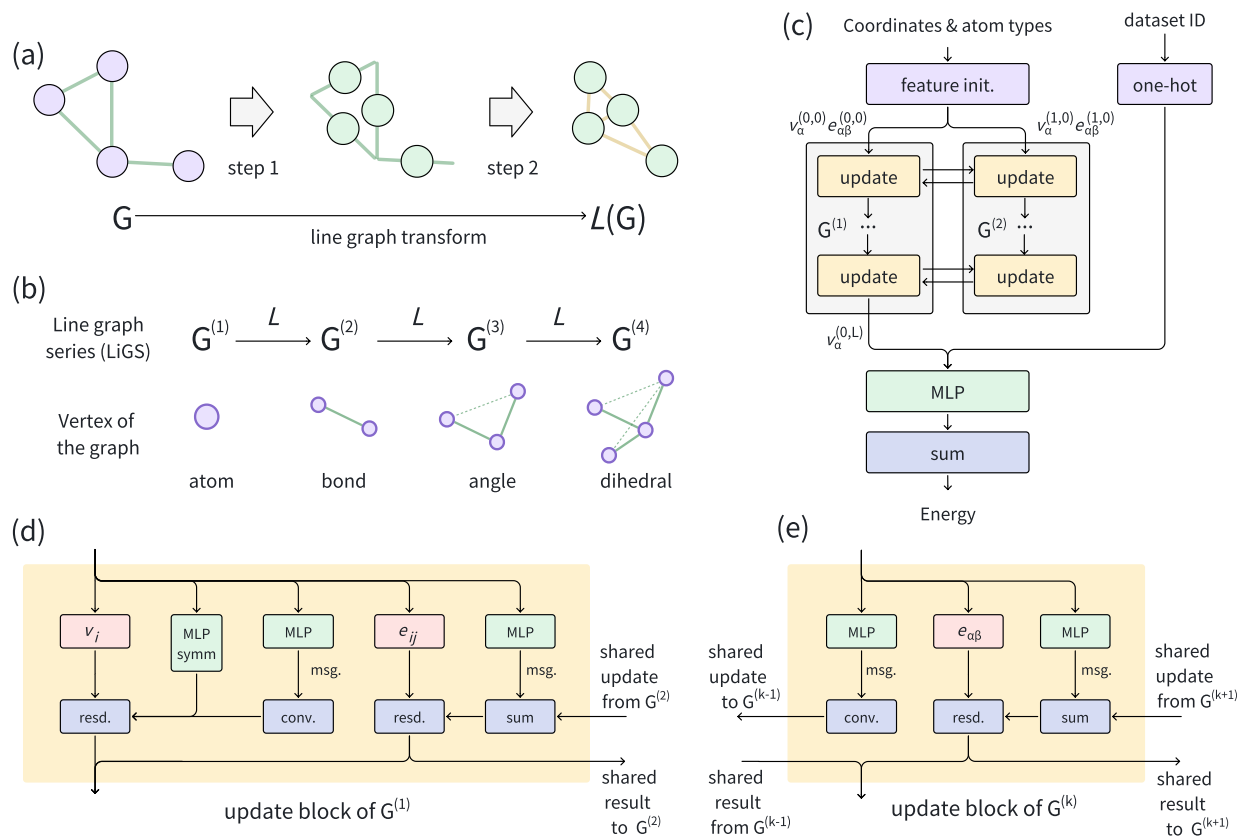 (a)
step 1
step 2
G
L(G)
line graph transform
(b)
Line graph
series (LiGS)
G(1)
L
G(2)
L
G(3)
L
G(4)
Vertex of
the graph
atom
bond
angle
dihedral
(c)
Coordinates & atom types
dataset ID
feature init.
one-hot
vα(0,0) eαβ(0,0)
vα(1,0) eαβ(1,0)
update
update
G(1)
...
G(2)
...
update
update
vα(0,L)
MLP
sum
Energy
(d)
vi
MLP
symm
MLP
eij
MLP
msg.
msg.
resd.
conv.
resd.
sum
shared
update
from G(2)
shared
result
to G(2)
update block of G(1)
(e)
MLP
eαβ
MLP
msg.
msg.
conv.
resd.
sum
shared
update
to G(k-1)
shared
update
from G(k+1)
shared
result
from G(k-1)
shared
result
to G(k+1)
update block of G(k)